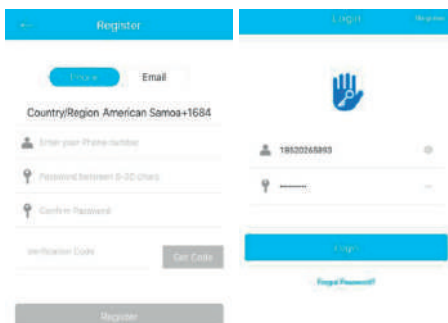 Register
Phone Email
Country/Region American Samoa+1684
Enter your Phone number
Password between 8-20 chars
Confirm Password
Verification Code Get Code
Register
Login Register
18520265893
Login
Forgot Password?